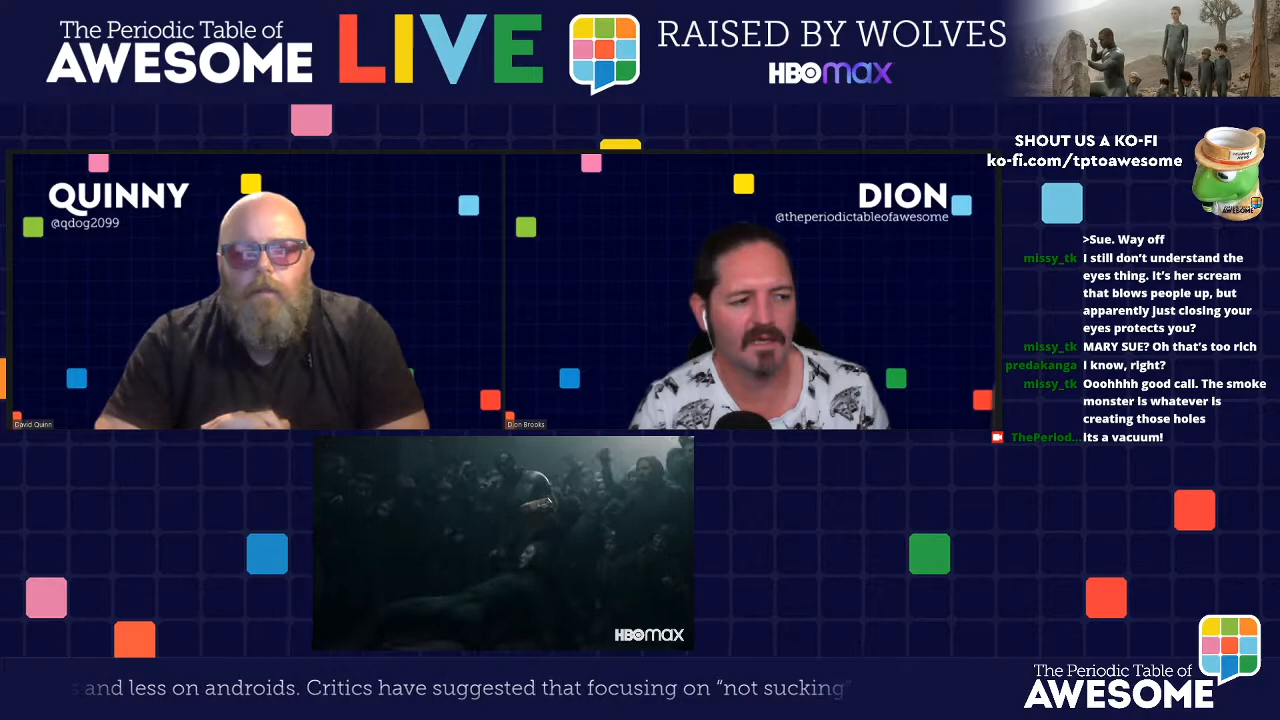 The Periodic Table of
AWESOME
LIVE
RAISED BY WOLVES
HBOmax
SHOUT US A KO-FI
ko-fi.com/tptoawesome
QUINNY
@qdog2099
DION
@theperiodictableofawesome
>Sue. Way off
missy_tk I still don't understand the
eyes thing. It's her scream
that blows people up, but
apparently just closing your
eyes protects you?
missy_tk MARY SUE? Oh that's too rich
predakanga I know, right?
missy_tk Ooohhhh good call. The smoke
monster is whatever is
creating those holes
ThePeriod... Its a vacuum!
David Quinn
Dion Brooks
HBOmax
s and less on androids. Critics have suggested that focusing on "not sucking"
The Periodic Table of
AWESOME